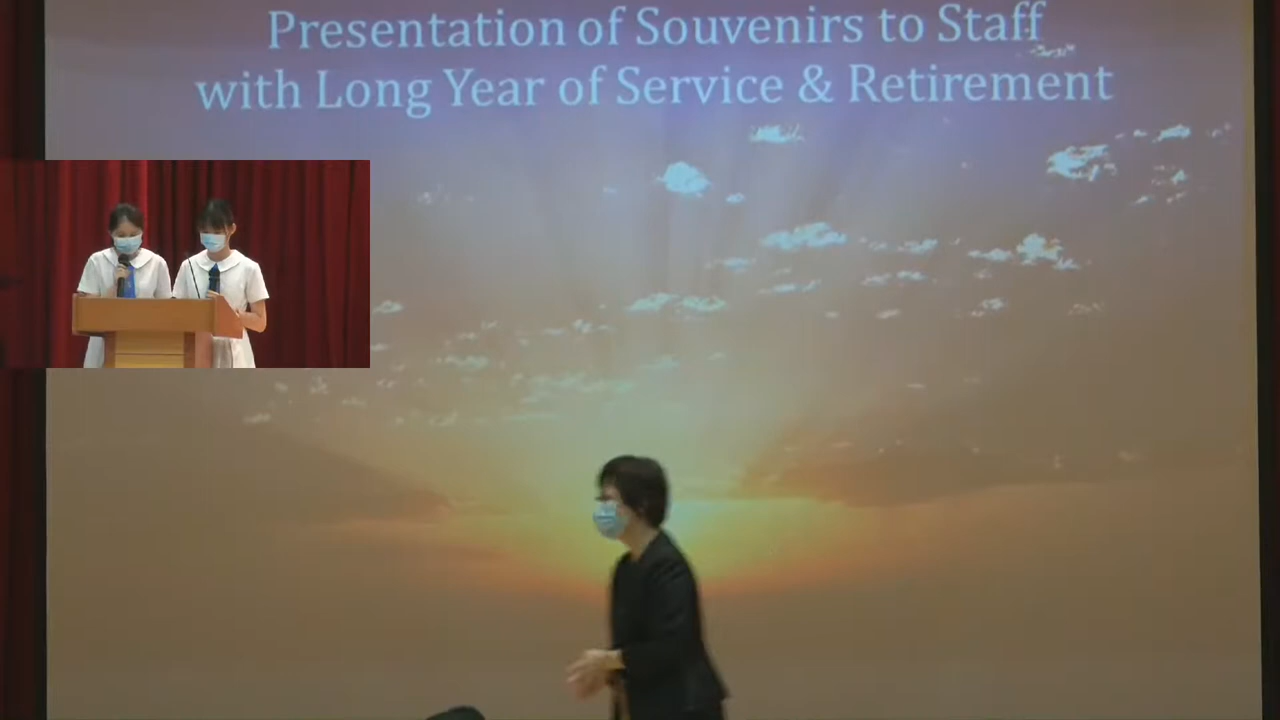 Presentation of Souvenirs to Staff
with Long Year of Service & Retirement